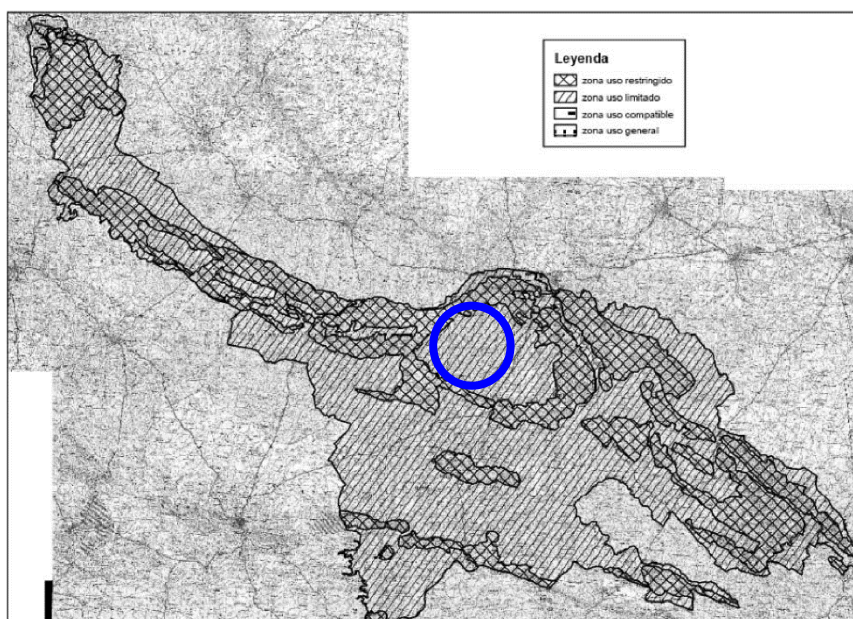 Leyenda
zona uso restringido
zona uso limitado
zona uso compatible
zona uso general